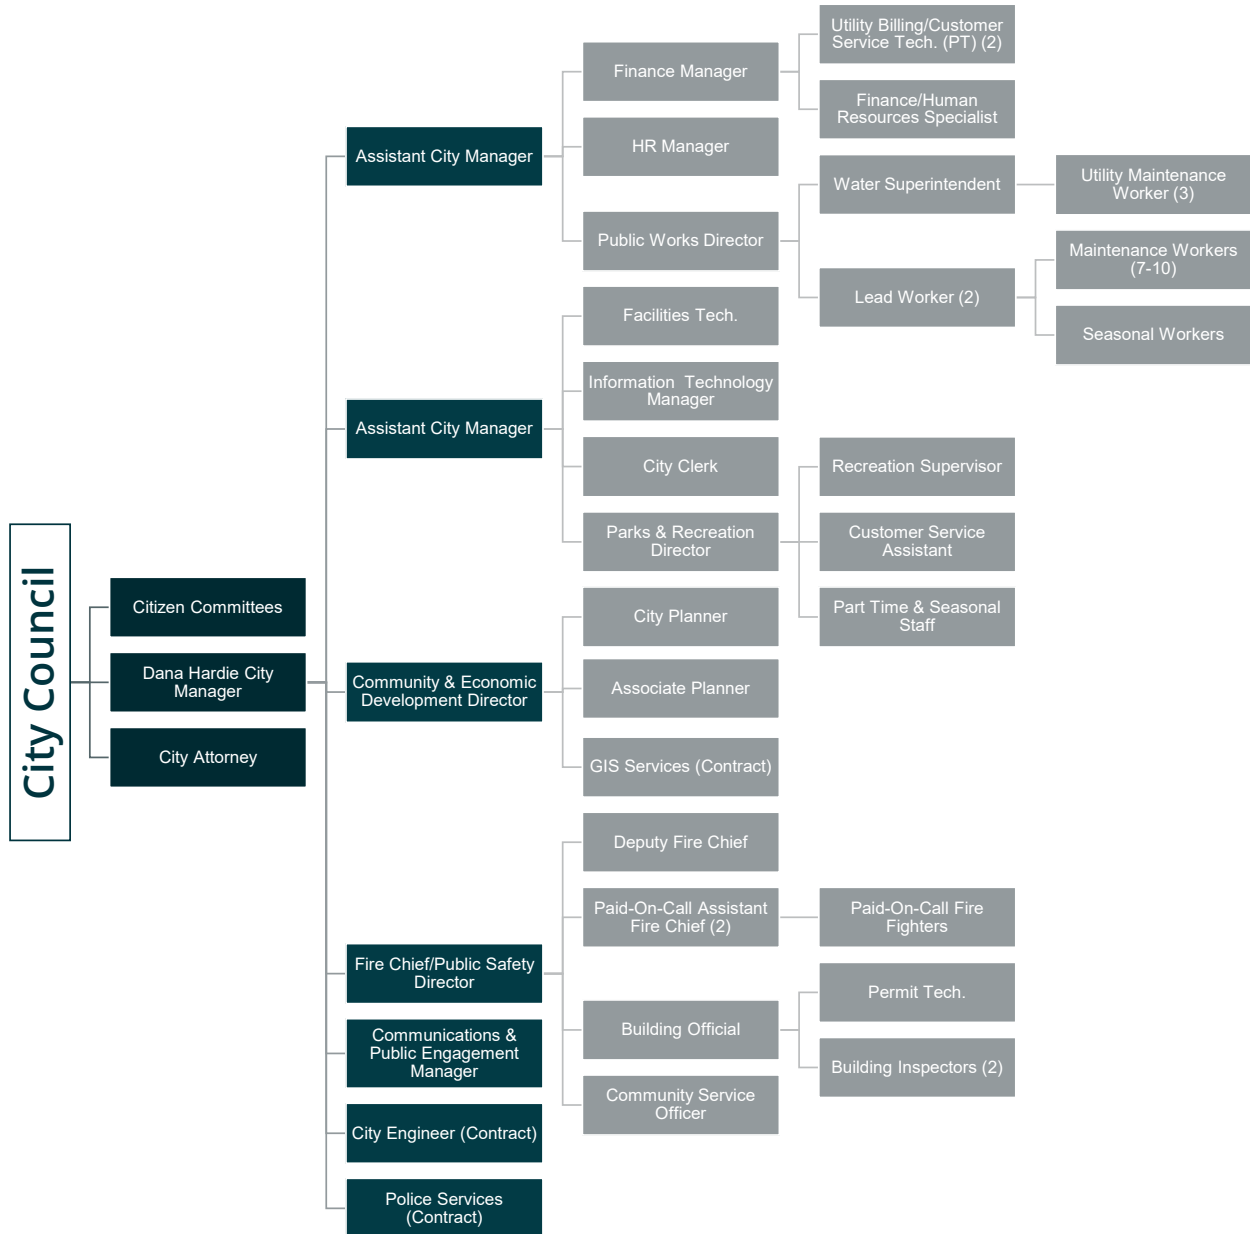 City Council
Citizen Committees
Dana Hardie City
Manager
City Attorney
Assistant City Manager
Finance Manager
Utility Billing/Customer
Service Tech. (PT) (2)
Finance/Human
Resources Specialist
HR Manager
Public Works Director
Water Superintendent
Utility Maintenance
Worker (3)
Lead Worker (2)
Maintenance Workers
(7-10)
Seasonal Workers
Assistant City Manager
Facilities Tech.
Information Technology
Manager
City Clerk
Parks & Recreation
Director
Recreation Supervisor
Customer Service
Assistant
Part Time & Seasonal
Staff
Community & Economic
Development Director
City Planner
Associate Planner
GIS Services (Contract)
Fire Chief/Public Safety
Director
Deputy Fire Chief
Paid-On-Call Assistant
Fire Chief (2)
Paid-On-Call Fire
Fighters
Building Official
Permit Tech.
Building Inspectors (2)
Community Service
Officer
Communications &
Public Engagement
Manager
City Engineer (Contract)
Police Services
(Contract)